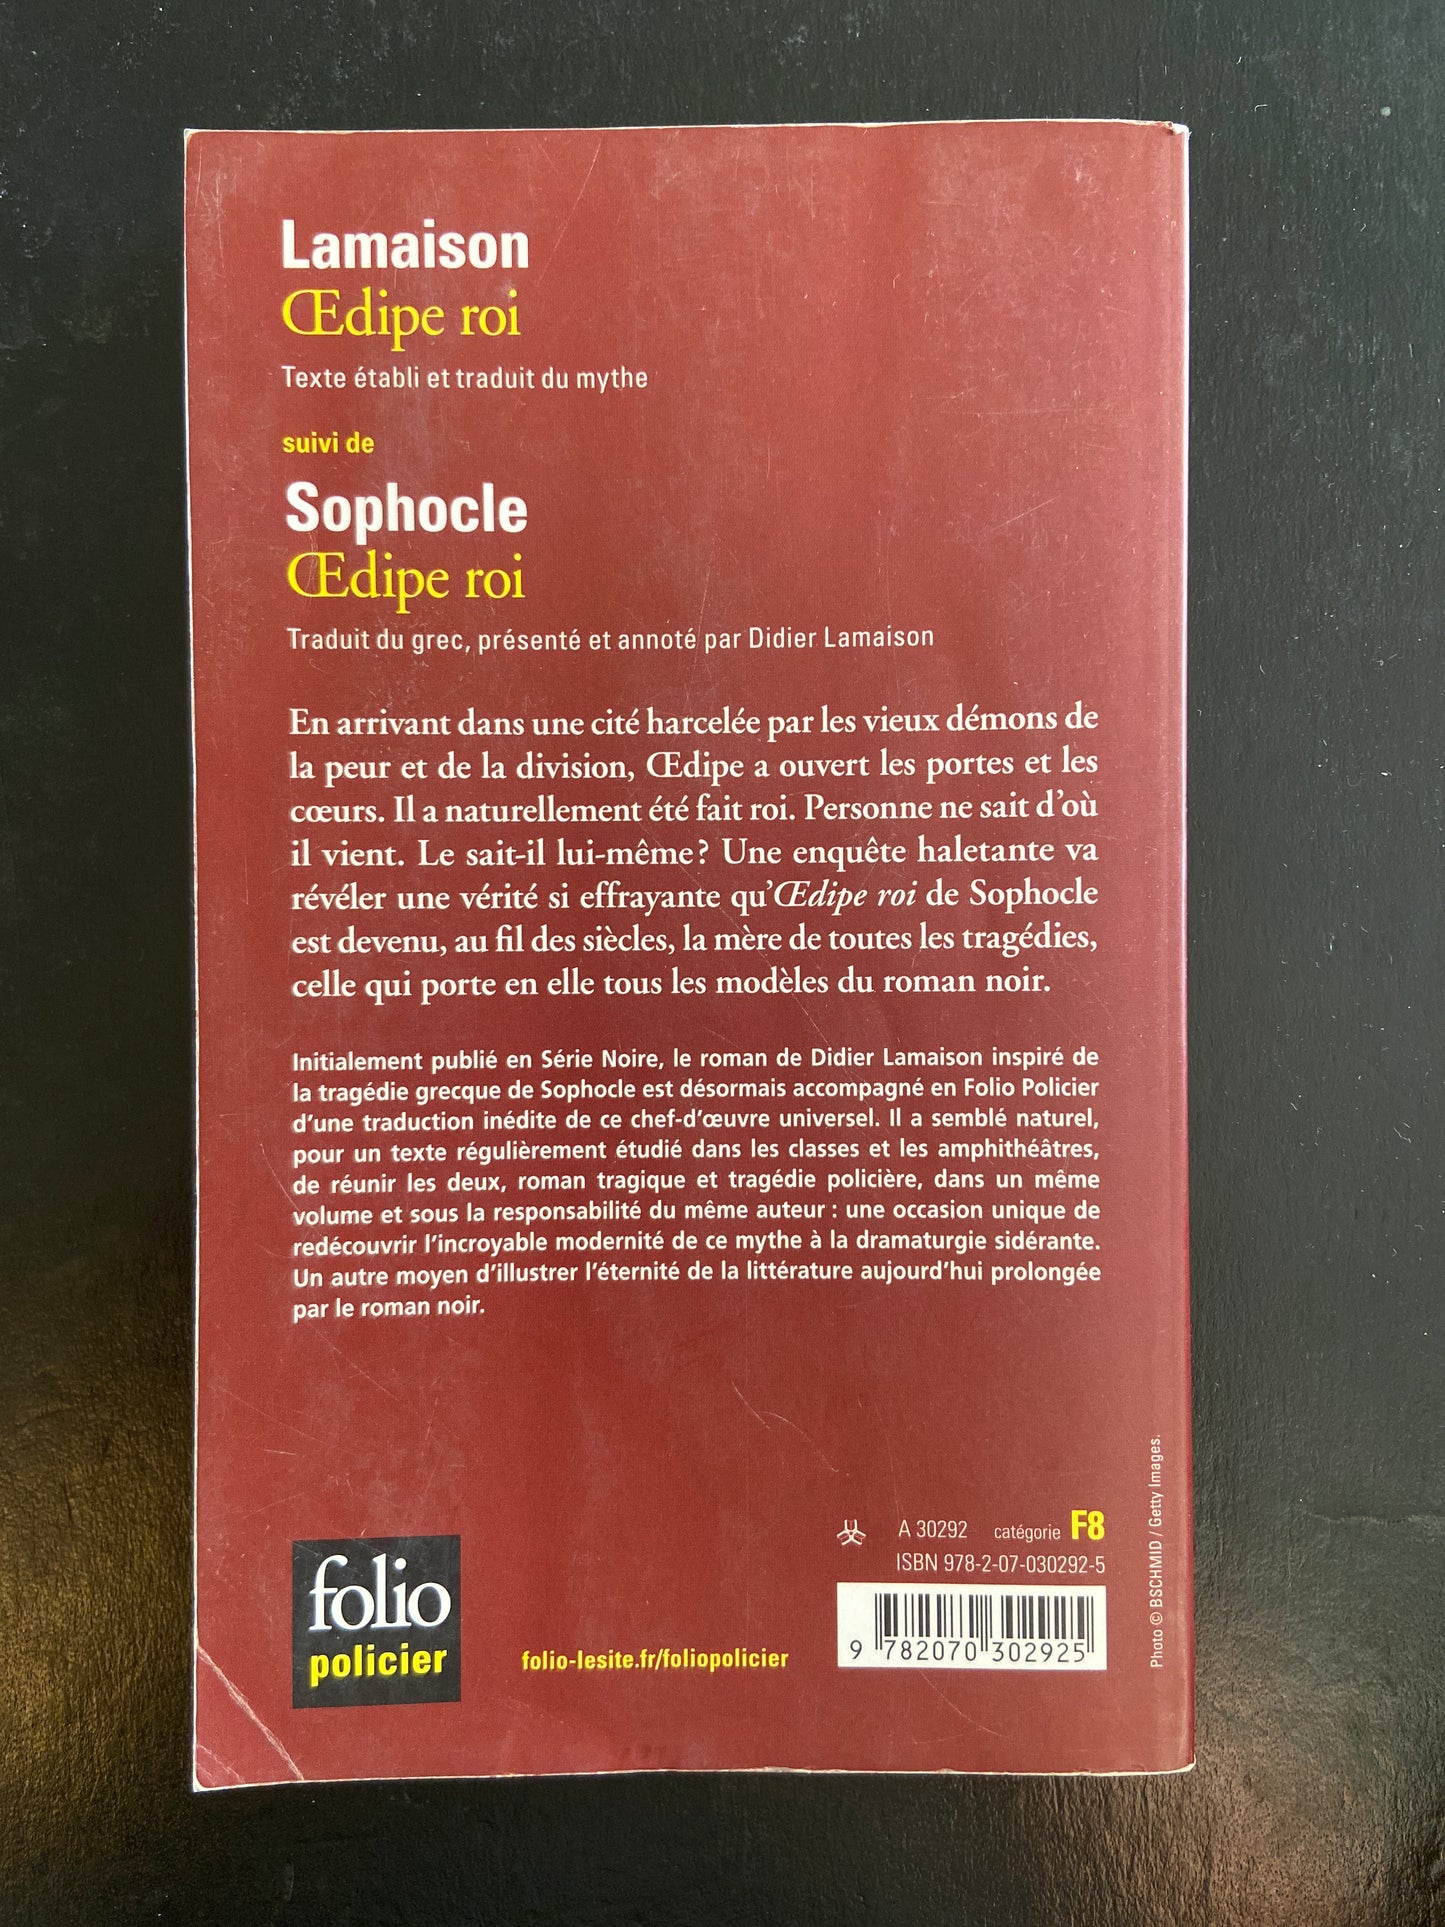 Lamaison
Œdipe roi
Texte établi et traduit du mythe
suivi de
Sophocle
Œdipe roi
Traduit du grec, présenté et annoté par Didier Lamaison
En arrivant dans une cité harcelée par les vieux démons de
la peur et de la division, Œdipe a ouvert les portes et les
cœurs. Il a naturellement été fait roi. Personne ne sait d'où
il vient. Le sait-il lui-même ? Une enquête haletante va
révéler une vérité si effrayante qu'Œdipe roi de Sophocle
est devenu, au fil des siècles, la mère de toutes les tragédies,
celle qui porte en elle tous les modèles du roman noir.
Initialement publié en Série Noire, le roman de Didier Lamaison inspiré de
la tragédie grecque de Sophocle est désormais accompagné en Folio Policier
d'une traduction inédite de ce chef-d'œuvre universel. Il a semblé naturel,
pour un texte régulièrement étudié dans les classes et les amphithéâtres,
de réunir les deux, roman tragique et tragédie policière, dans un même
volume et sous la responsabilité du même auteur : une occasion unique de
redécouvrir l'incroyable modernité de ce mythe à la dramaturgie sidérante.
Un autre moyen d'illustrer l'éternité de la littérature aujourd'hui prolongée
par le roman noir.
folio
policier
folio-lesite.fr/foliopolicier
A 30292 catégorie F8
ISBN 978-2-07-030292-5
9 782070 302925
Photo © BSCHMID / Getty Images.